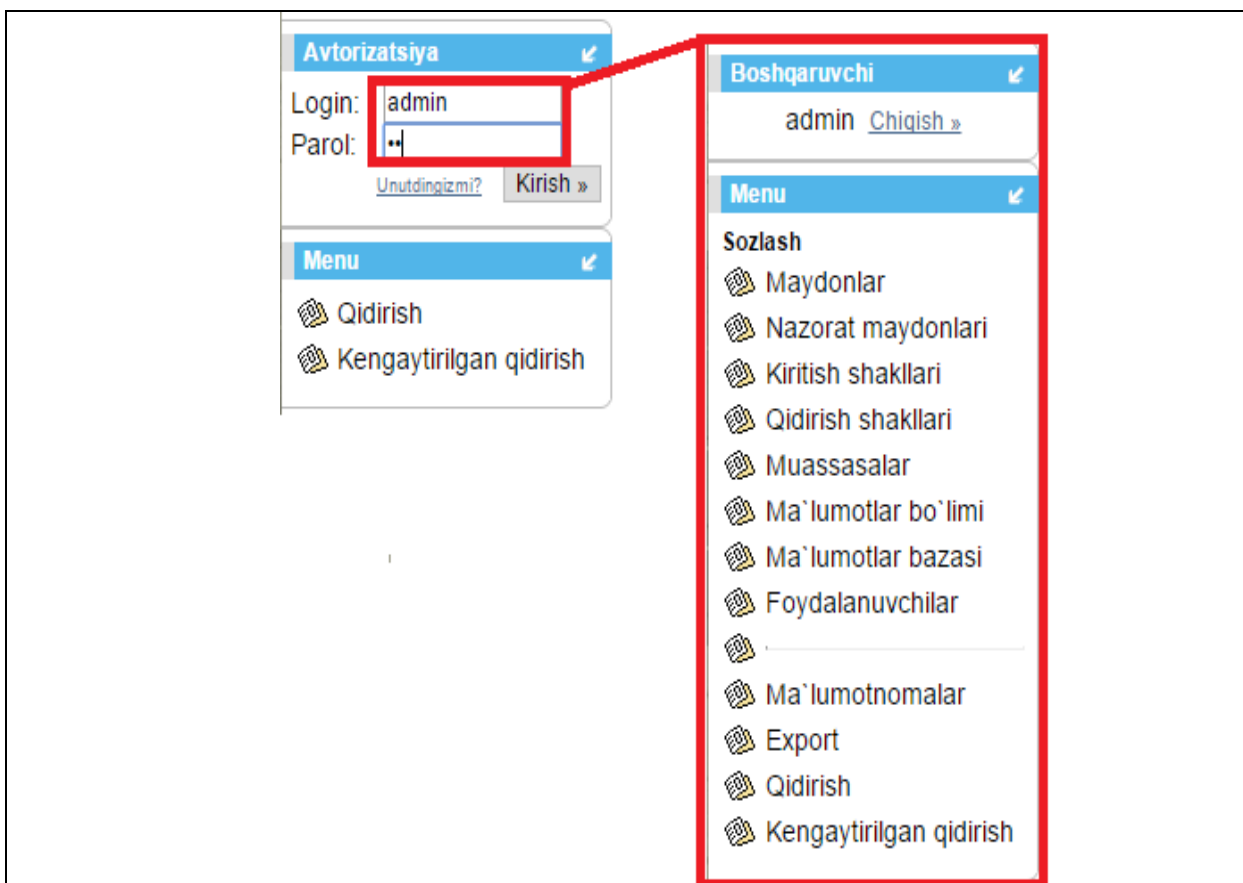 Avtorizatsiya
Login: admin
Parol: ••
Unutdingizmi? Kirish »
Menu
Qidirish
Kengaytirilgan qidirish
Boshqaruvchi
admin Chiqish »
Menu
Sozlash
Maydonlar
Nazorat maydonlari
Kiritish shakllari
Qidirish shakllari
Muassasalar
Ma`lumotlar bo`limi
Ma`lumotlar bazasi
Foydalanuvchilar
Ma`lumotnomalar
Export
Qidirish
Kengaytirilgan qidirish